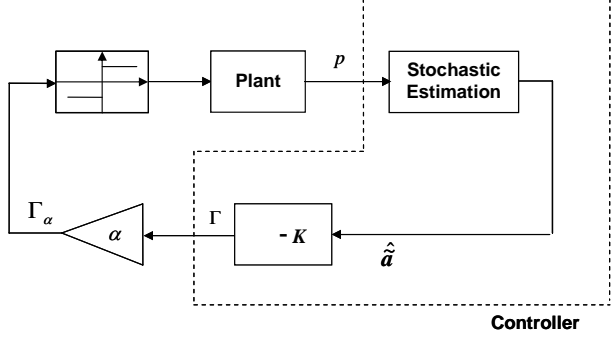 Plant
p
Stochastic
Estimation
Γα
α
Γ
- K
ã̂
Controller